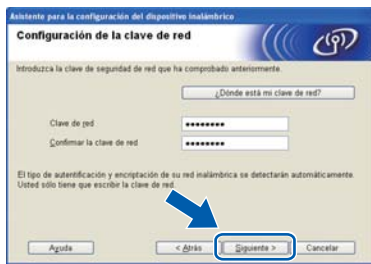 Asistente para la configuración del dispositivo inalámbrico
Configuración de la clave de
red
Introduzca la clave de seguridad de red que ha comprobado anteriormente.
¿Dónde está mi clave de red?
Clave de red ••••••••
Confirmar la clave de red ••••••••
El tipo de autentificación y encriptación de su red inalámbrica se detectarán automáticamente.
Usted sólo tiene que escribir la clave de red.
Ayuda < Atrás Siguiente > Cancelar